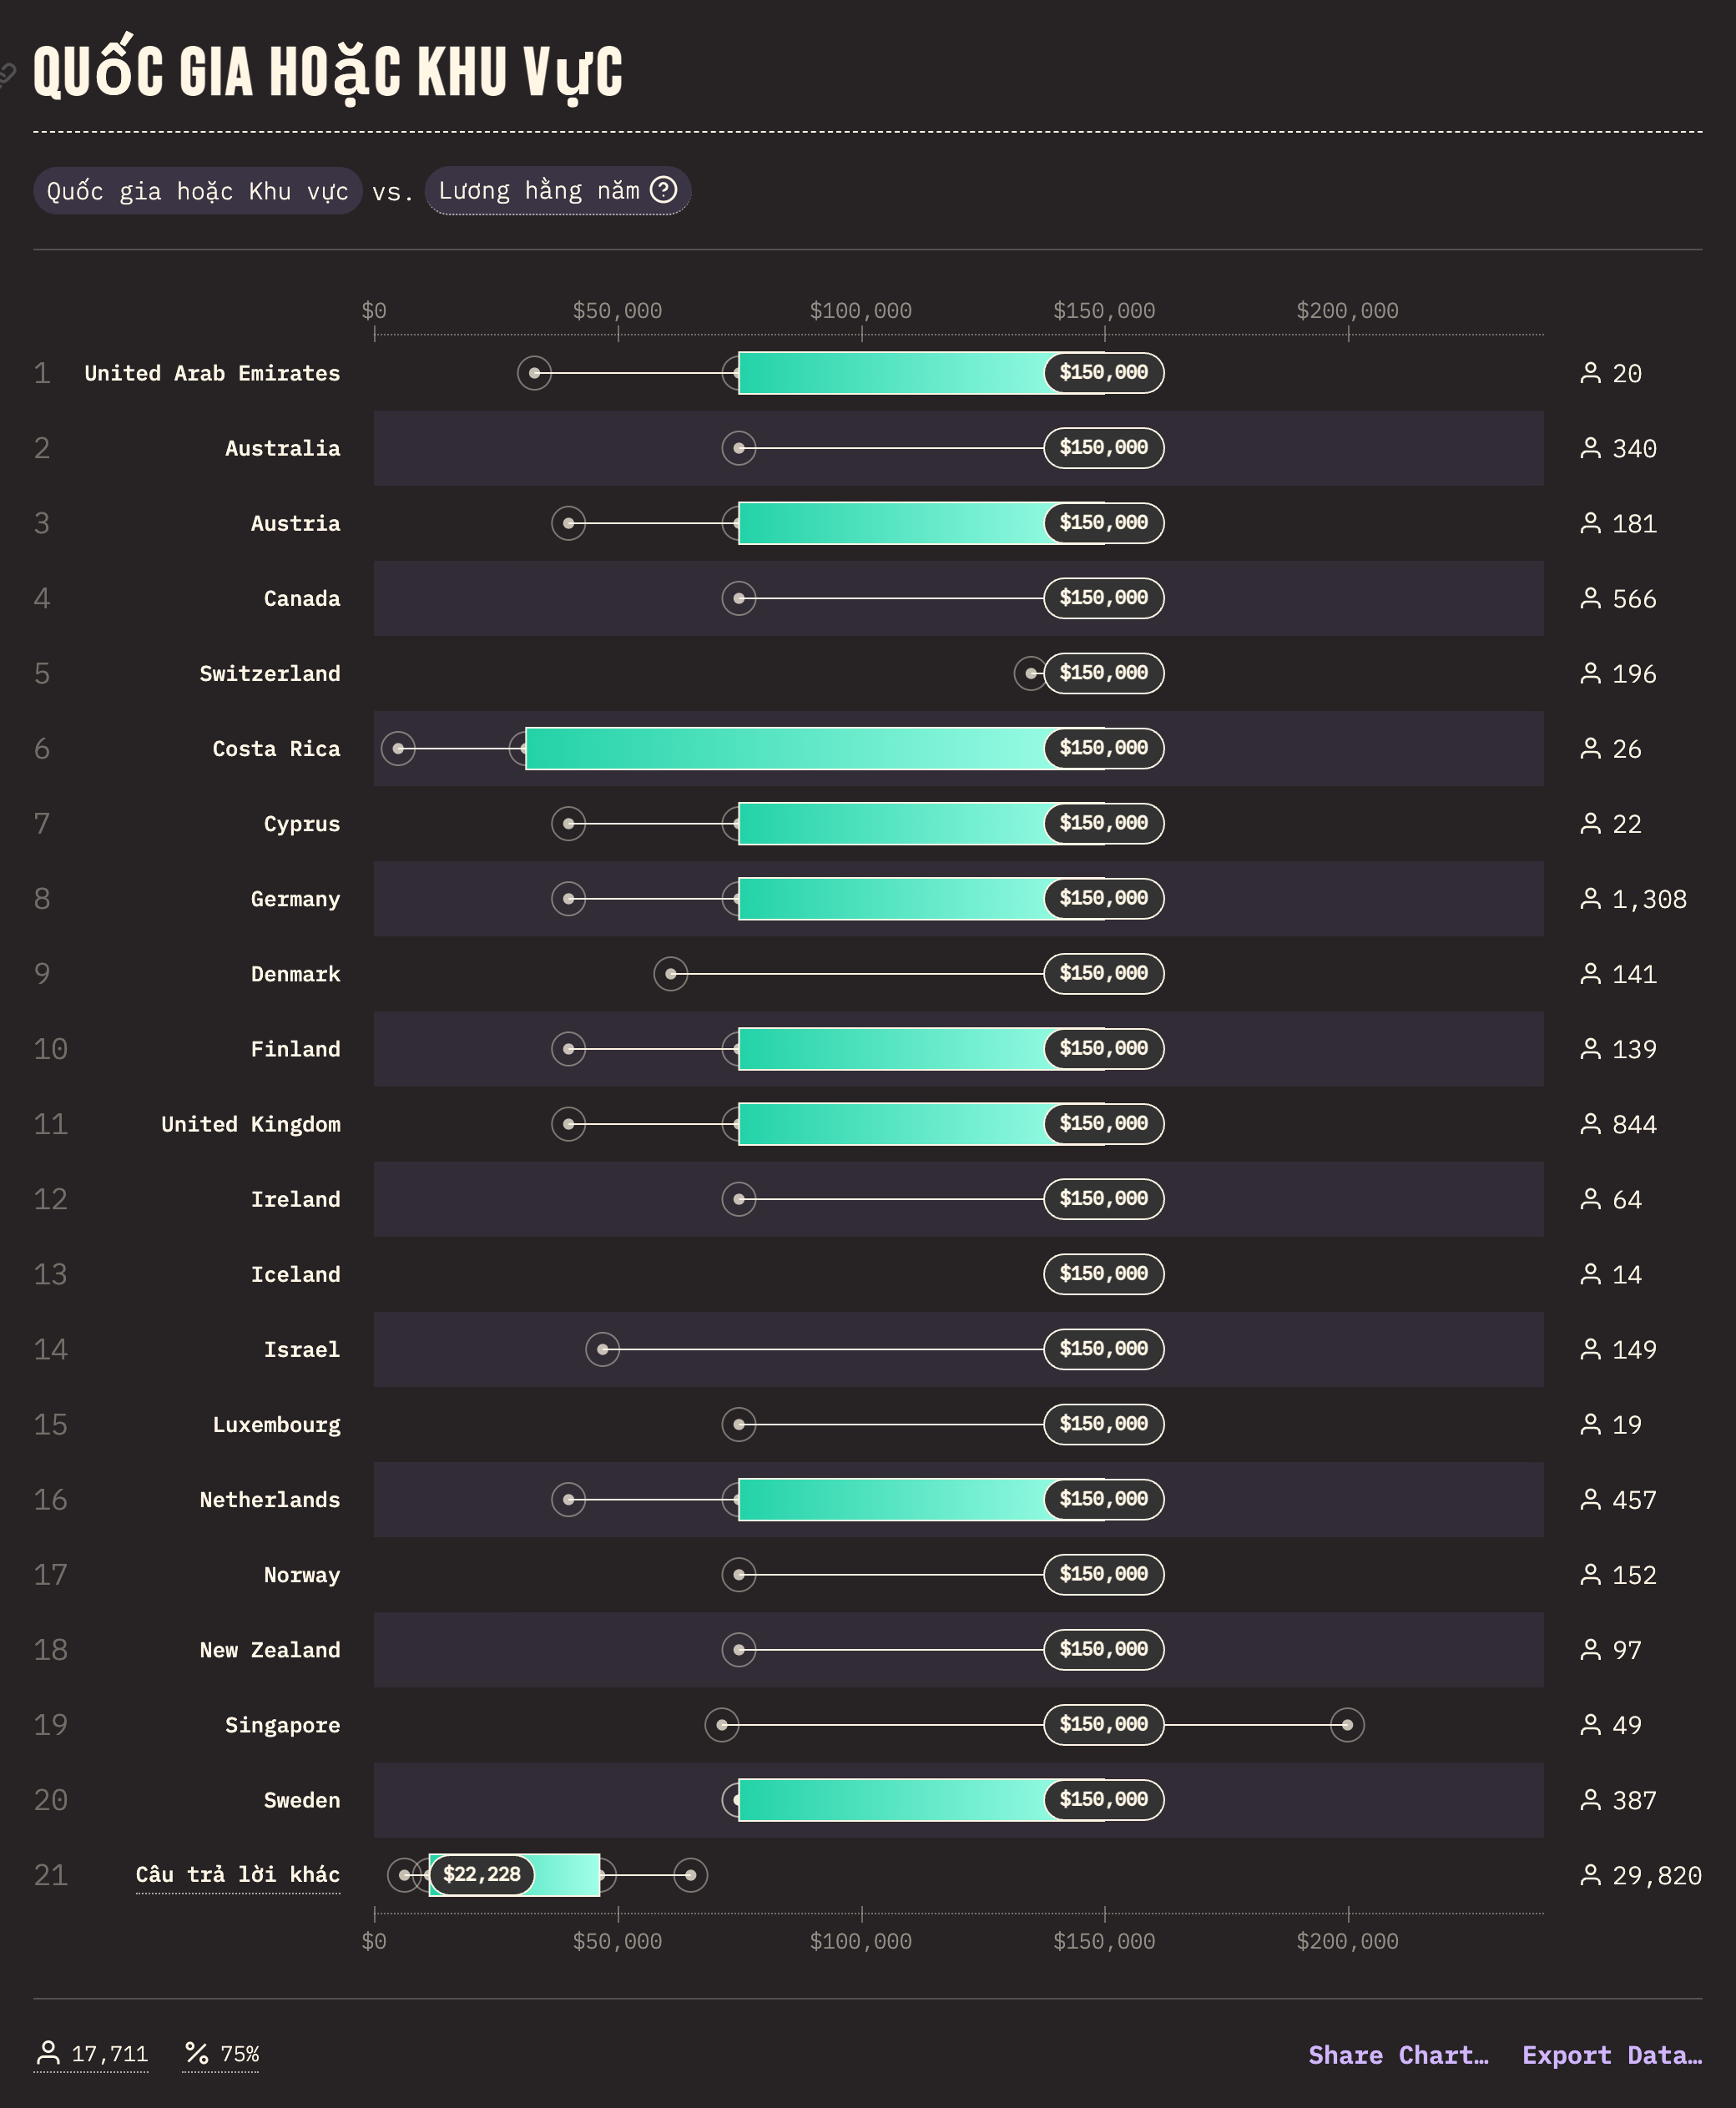 QUỐC GIA HOẶC KHU VỰC
Quốc gia hoặc Khu vực vs. Lương hằng năm ?
$0 $50,000 $100,000 $150,000 $200,000
1 United Arab Emirates $150,000 20
2 Australia $150,000 340
3 Austria $150,000 181
4 Canada $150,000 566
5 Switzerland $150,000 196
6 Costa Rica $150,000 26
7 Cyprus $150,000 22
8 Germany $150,000 1,308
9 Denmark $150,000 141
10 Finland $150,000 139
11 United Kingdom $150,000 844
12 Ireland $150,000 64
13 Iceland $150,000 14
14 Israel $150,000 149
15 Luxembourg $150,000 19
16 Netherlands $150,000 457
17 Norway $150,000 152
18 New Zealand $150,000 97
19 Singapore $150,000 49
20 Sweden $150,000 387
21 Câu trả lời khác $22,228 29,820
$0 $50,000 $100,000 $150,000 $200,000
17,711 % 75% Share Chart… Export Data…